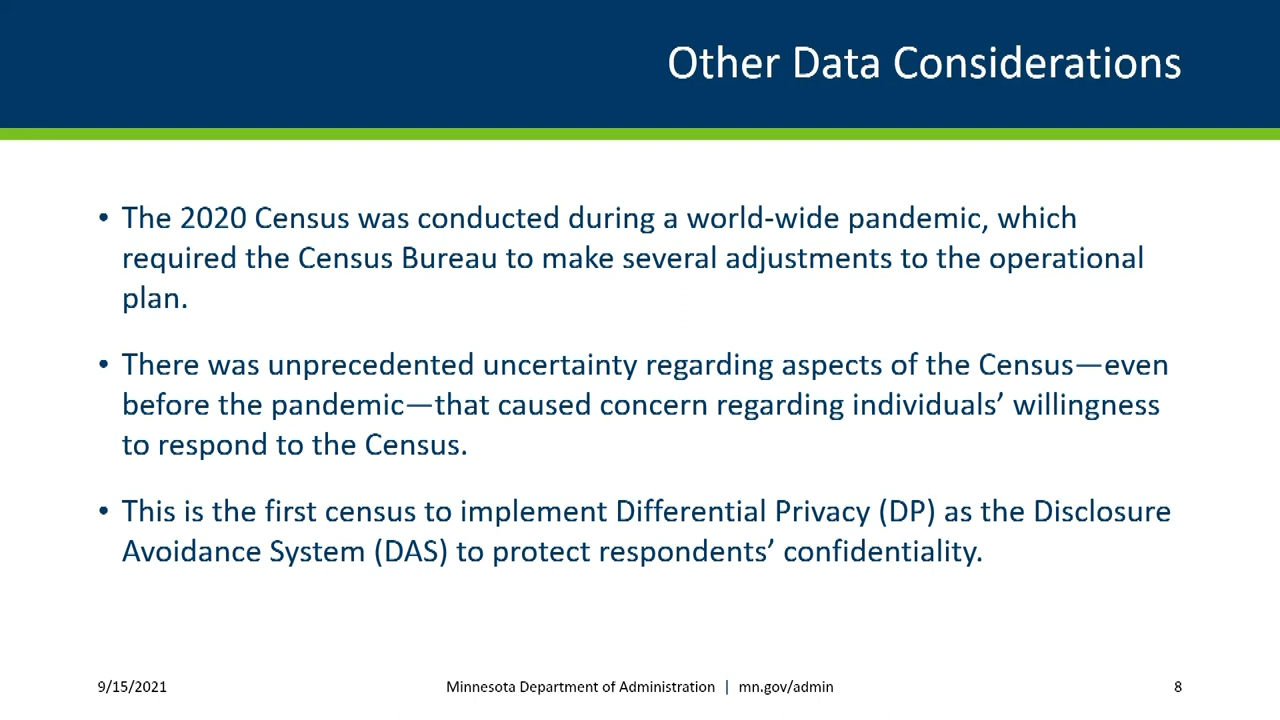 Other Data Considerations
• The 2020 Census was conducted during a world-wide pandemic, which
required the Census Bureau to make several adjustments to the operational
plan.
• There was unprecedented uncertainty regarding aspects of the Census—even
before the pandemic—that caused concern regarding individuals’ willingness
to respond to the Census.
• This is the first census to implement Differential Privacy (DP) as the Disclosure
Avoidance System (DAS) to protect respondents’ confidentiality.
9/15/2021 Minnesota Department of Administration | mn.gov/admin 8